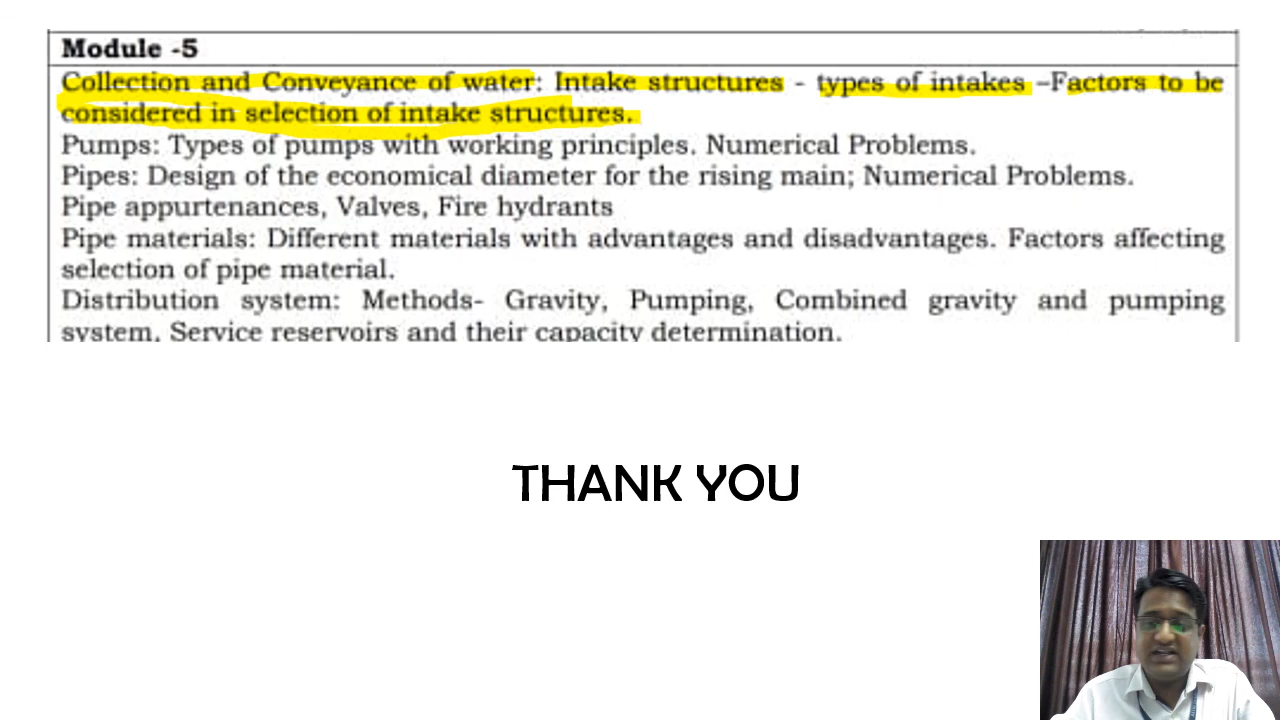 Module -5
Collection and Conveyance of water: Intake structures - types of intakes –Factors to be
considered in selection of intake structures.
Pumps: Types of pumps with working principles. Numerical Problems.
Pipes: Design of the economical diameter for the rising main; Numerical Problems.
Pipe appurtenances, Valves, Fire hydrants
Pipe materials: Different materials with advantages and disadvantages. Factors affecting
selection of pipe material.
Distribution system: Methods- Gravity, Pumping, Combined gravity and pumping
system, Service reservoirs and their capacity determination.
THANK YOU